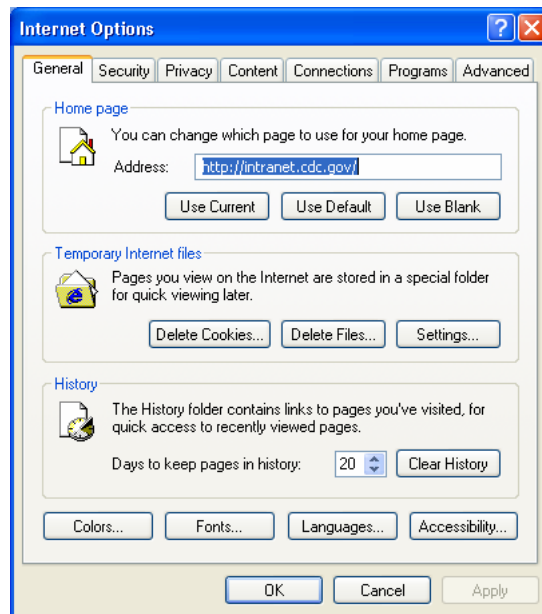 Internet Options
General Security Privacy Content Connections Programs Advanced
Home page
You can change which page to use for your home page.
Address: http://intranet.cdc.gov/
Use Current Use Default Use Blank
Temporary Internet files
Pages you view on the Internet are stored in a special folder
for quick viewing later.
Delete Cookies... Delete Files... Settings...
History
The History folder contains links to pages you've visited, for
quick access to recently viewed pages.
Days to keep pages in history: 20 Clear History
Colors... Fonts... Languages... Accessibility...
OK Cancel Apply